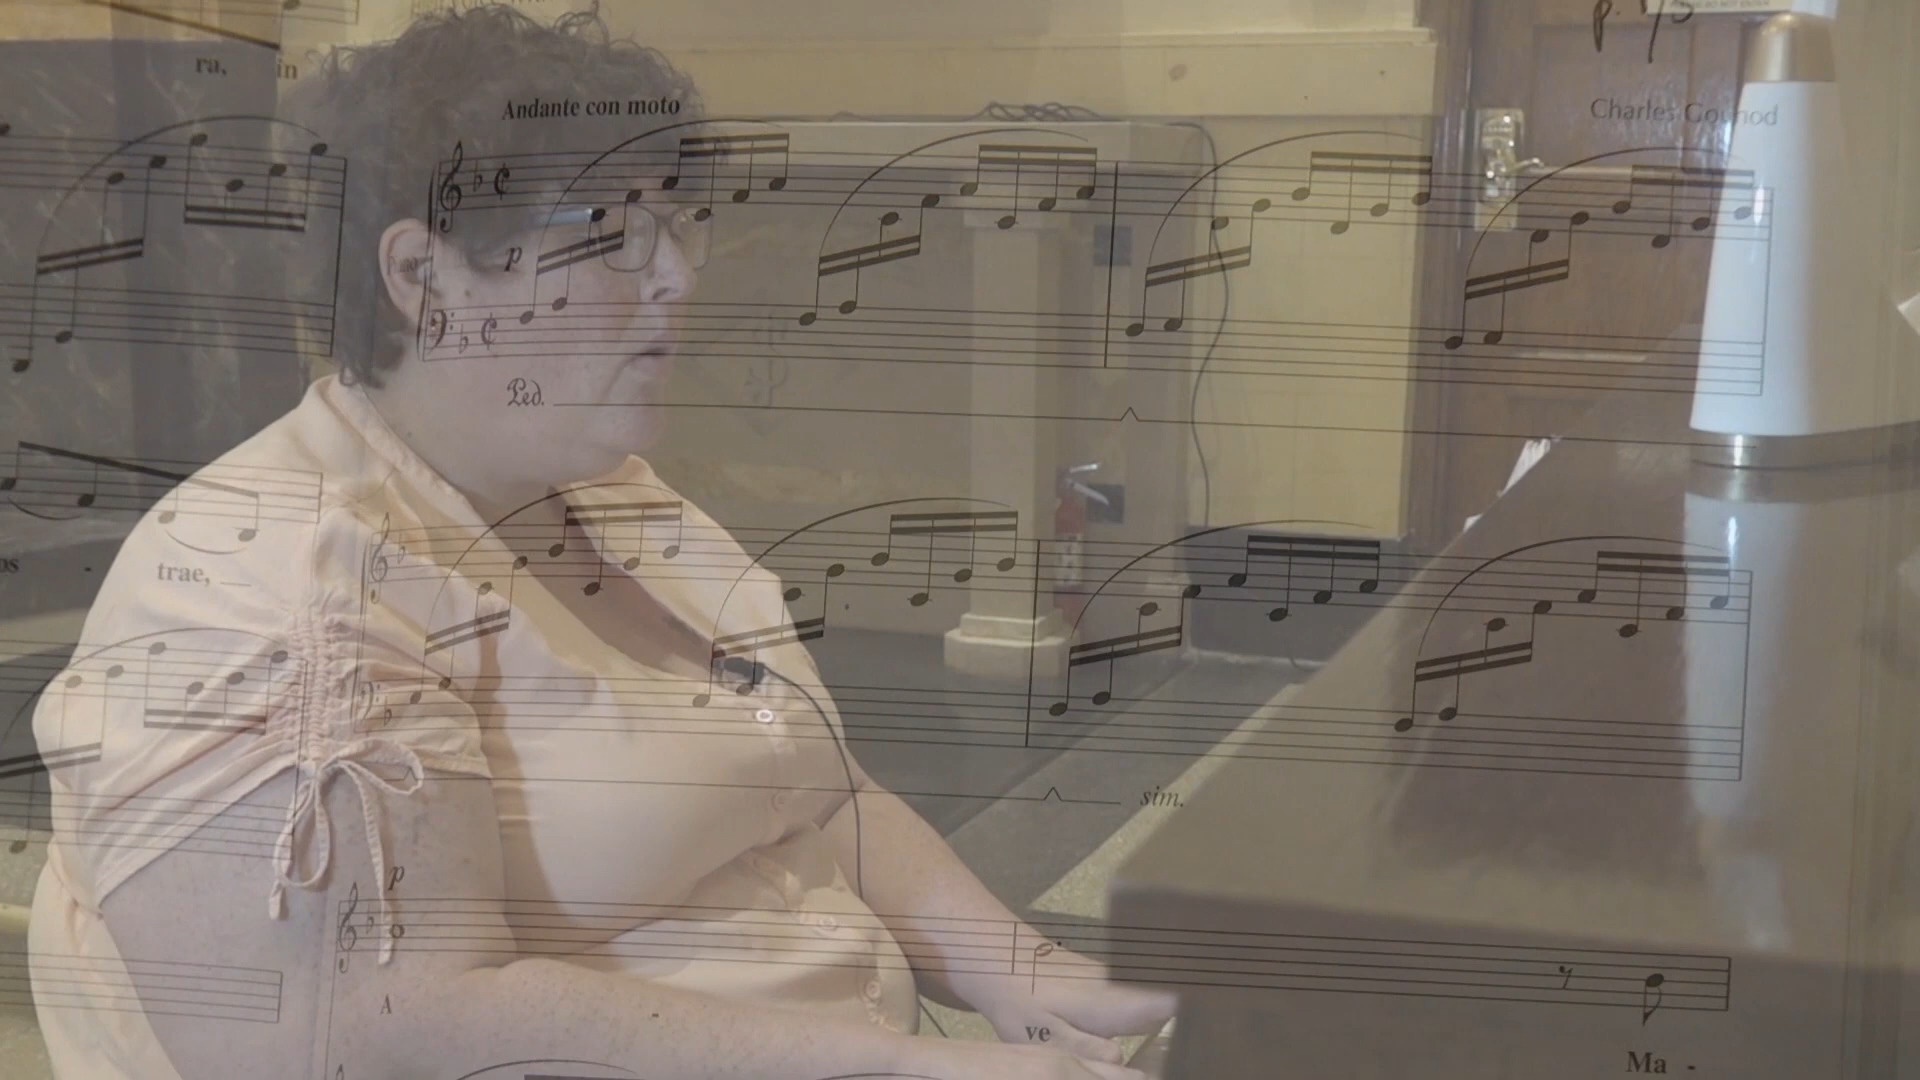 ra, in
Andante con moto
Charles Gounod
p
Ped.
trae,
sim.
p
A - ve Ma -